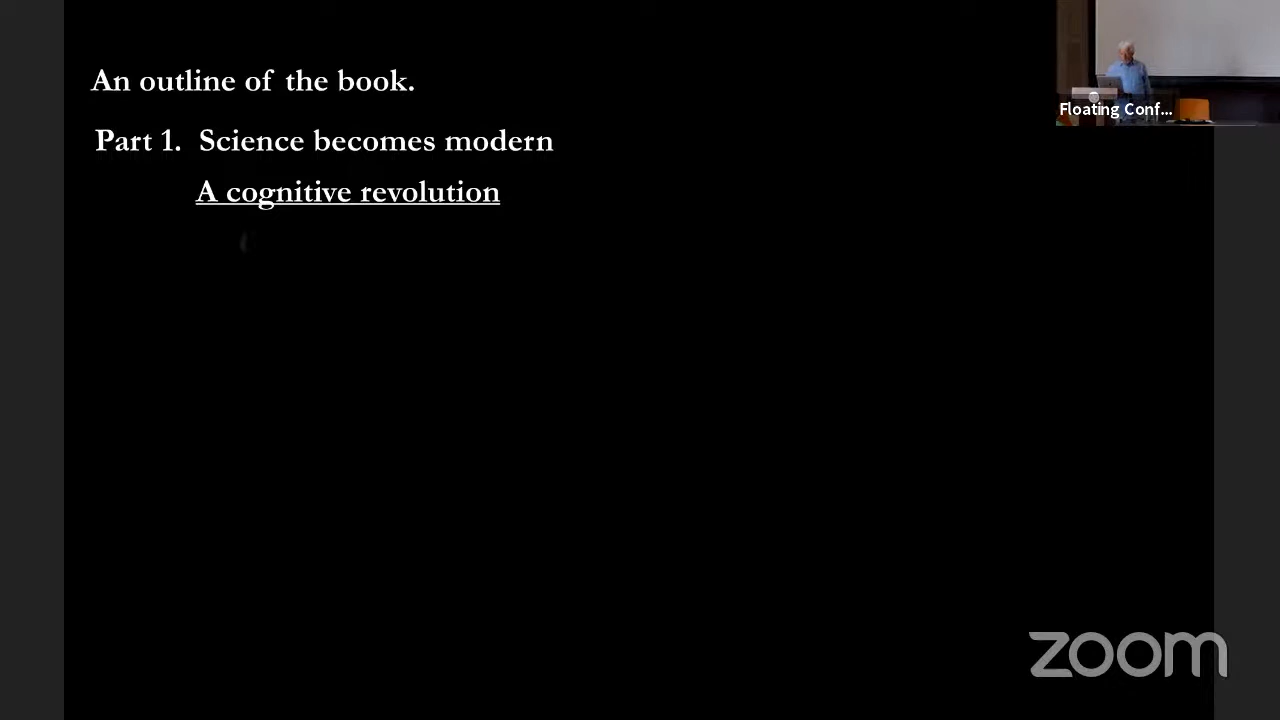 An outline of the book.
Part 1. Science becomes modern
A cognitive revolution
Floating Conf...
zoom